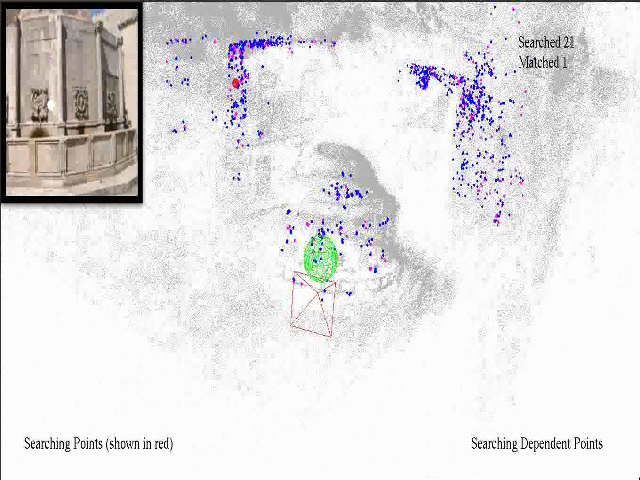 Searched 21
Matched 1
Searching Points (shown in red)
Searching Dependent Points